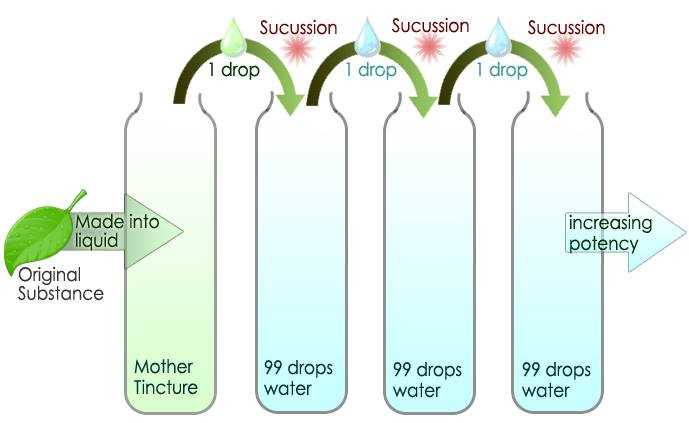 Sucussion
Sucussion
Sucussion
1 drop
1 drop
1 drop
Made into
liquid
Original
Substance
increasing
potency
Mother
Tincture
99 drops
water
99 drops
water
99 drops
water